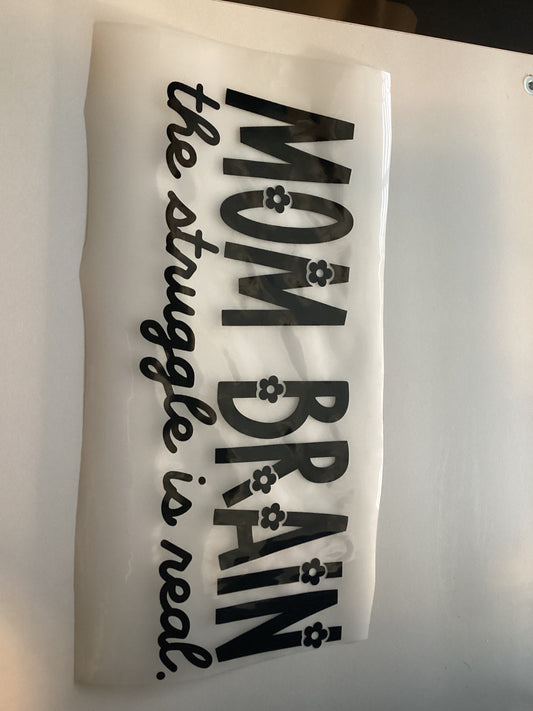 MOM BRAIN
the struggle is real.